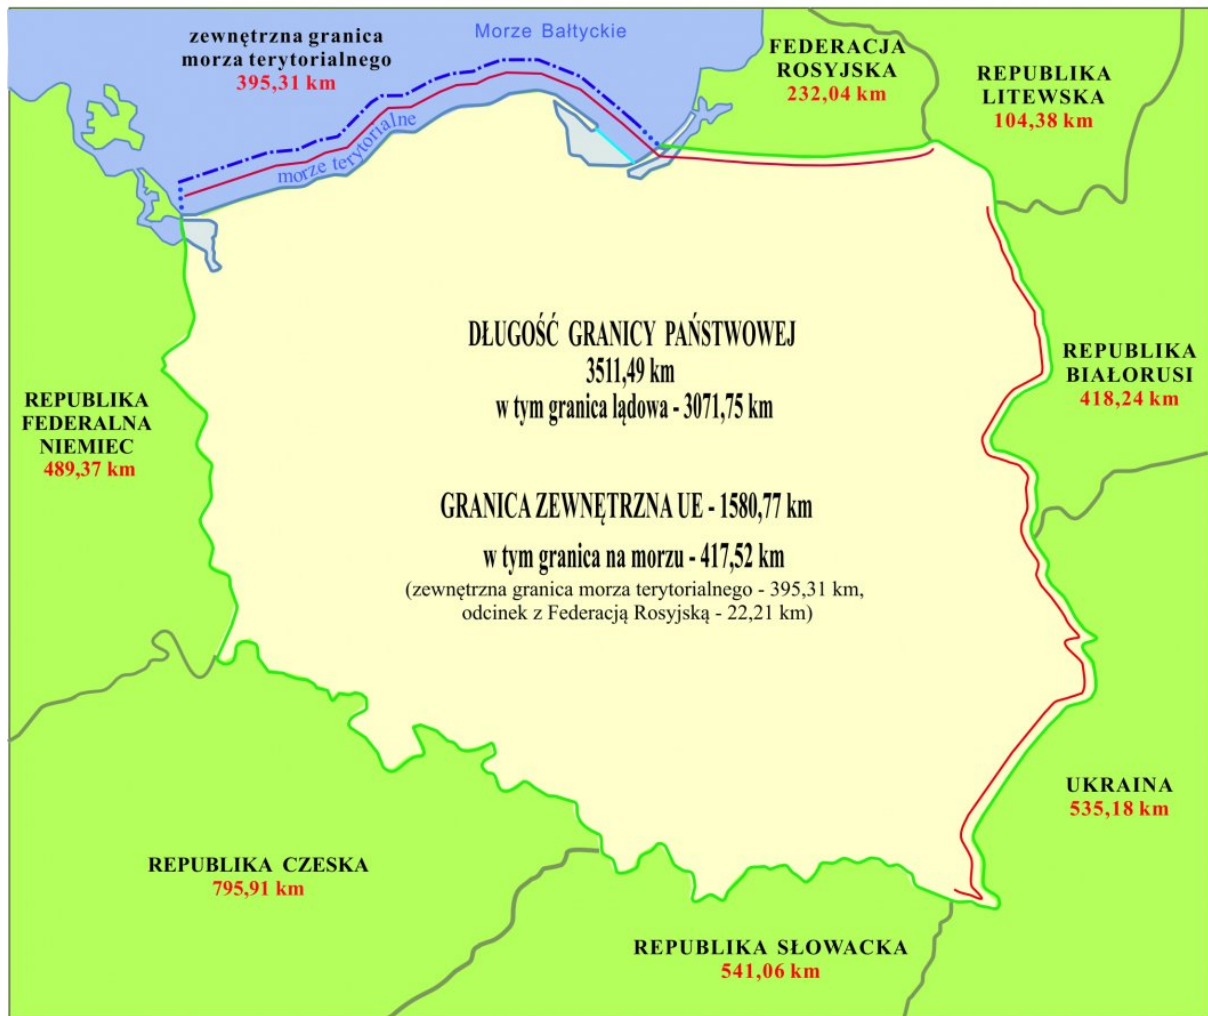 zewnętrzna granica
morza terytorialnego
395,31 km
Morze Bałtyckie
FEDERACJA
ROSYJSKA
232,04 km
REPUBLIKA
LITEWSKA
104,38 km
morze terytorialne
DŁUGOŚĆ GRANICY PAŃSTWOWEJ
3511,49 km
w tym granica lądowa - 3071,75 km
REPUBLIKA
BIAŁORUSI
418,24 km
REPUBLIKA
FEDERALNA
NIEMIEC
489,37 km
GRANICA ZEWNĘTRZNA UE - 1580,77 km
w tym granica na morzu - 417,52 km
(zewnętrzna granica morza terytorialnego - 395,31 km,
odcinek z Federacją Rosyjską - 22,21 km)
UKRAINA
535,18 km
REPUBLIKA CZESKA
795,91 km
REPUBLIKA SŁOWACKA
541,06 km